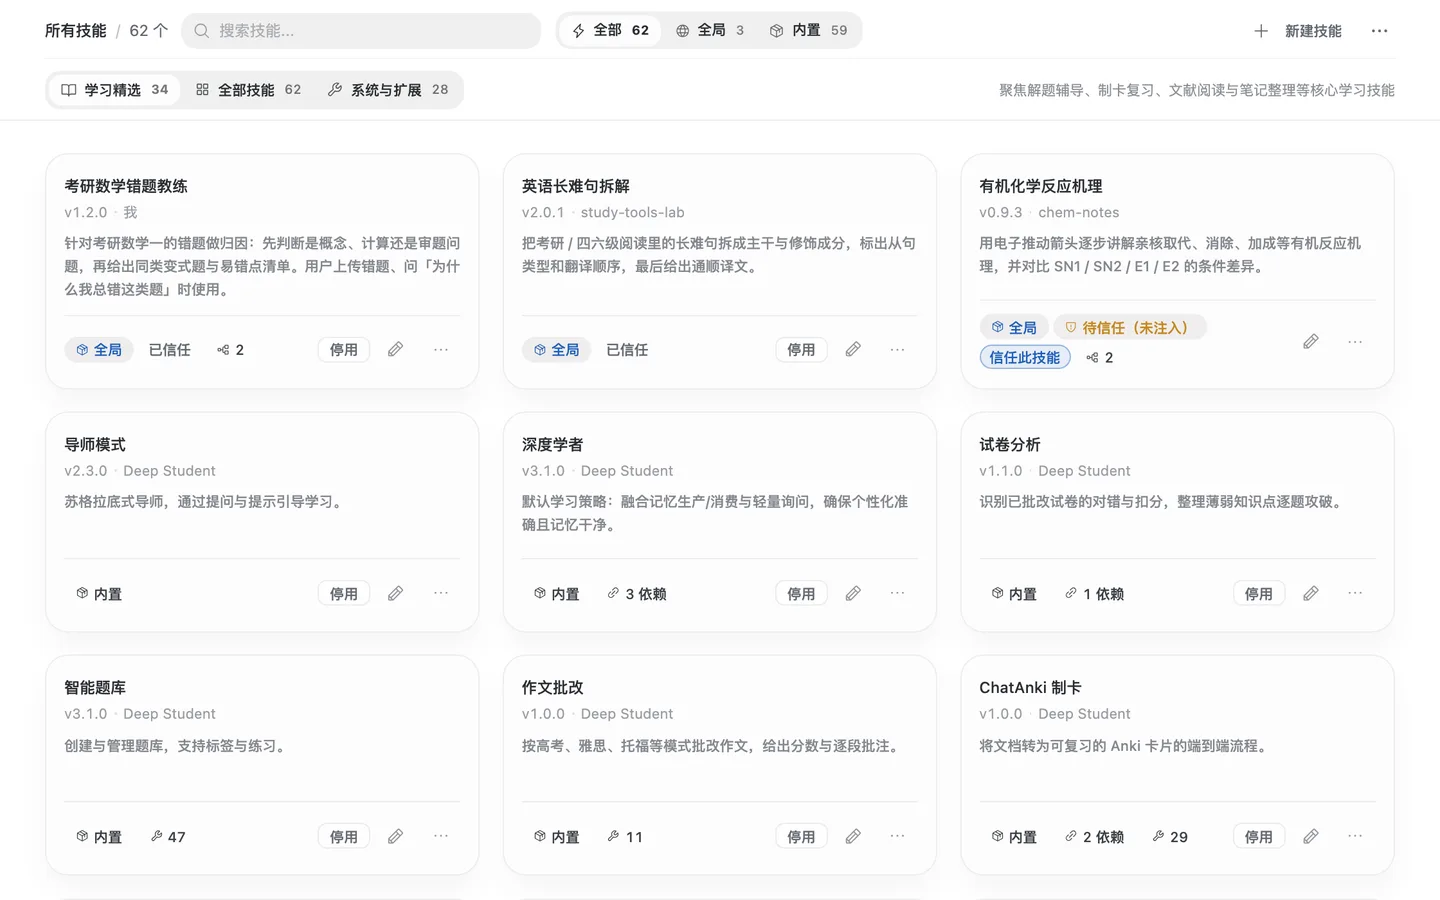 所有技能 / 62 个 搜索技能... 全部 62 全局 3 内置 59 新建技能
学习精选 34 全部技能 62 系统与扩展 28 聚焦解题辅导、制卡复习、文献阅读与笔记整理等核心学习技能
考研数学错题教练
v1.2.0 · 我
针对考研数学一的错题做归因：先判断是概念、计算还是审题问
题，再给出同类变式题与易错点清单。用户上传错题、问「为什
么我总错这类题」时使用。
全局 已信任 2 停用
英语长难句拆解
v2.0.1 · study-tools-lab
把考研 / 四六级阅读里的长难句拆成主干与修饰成分，标出从句
类型和翻译顺序，最后给出通顺译文。
全局 已信任 停用
有机化学反应机理
v0.9.3 · chem-notes
用电子推动箭头逐步讲解亲核取代、消除、加成等有机反应机
理，并对比 SN1 / SN2 / E1 / E2 的条件差异。
全局 待信任（未注入）
信任此技能 2
导师模式
v2.3.0 · Deep Student
苏格拉底式导师，通过提问与提示引导学习。
内置 停用
深度学者
v3.1.0 · Deep Student
默认学习策略：融合记忆生产/消费与轻量询问，确保个性化准
确且记忆干净。
内置 3 依赖 停用
试卷分析
v1.1.0 · Deep Student
识别已批改试卷的对错与扣分，整理薄弱知识点逐题攻破。
内置 1 依赖 停用
智能题库
v3.1.0 · Deep Student
创建与管理题库，支持标签与练习。
内置 47 停用
作文批改
v1.0.0 · Deep Student
按高考、雅思、托福等模式批改作文，给出分数与逐段批注。
内置 11 停用
ChatAnki 制卡
v1.0.0 · Deep Student
将文档转为可复习的 Anki 卡片的端到端流程。
内置 2 依赖 29 停用